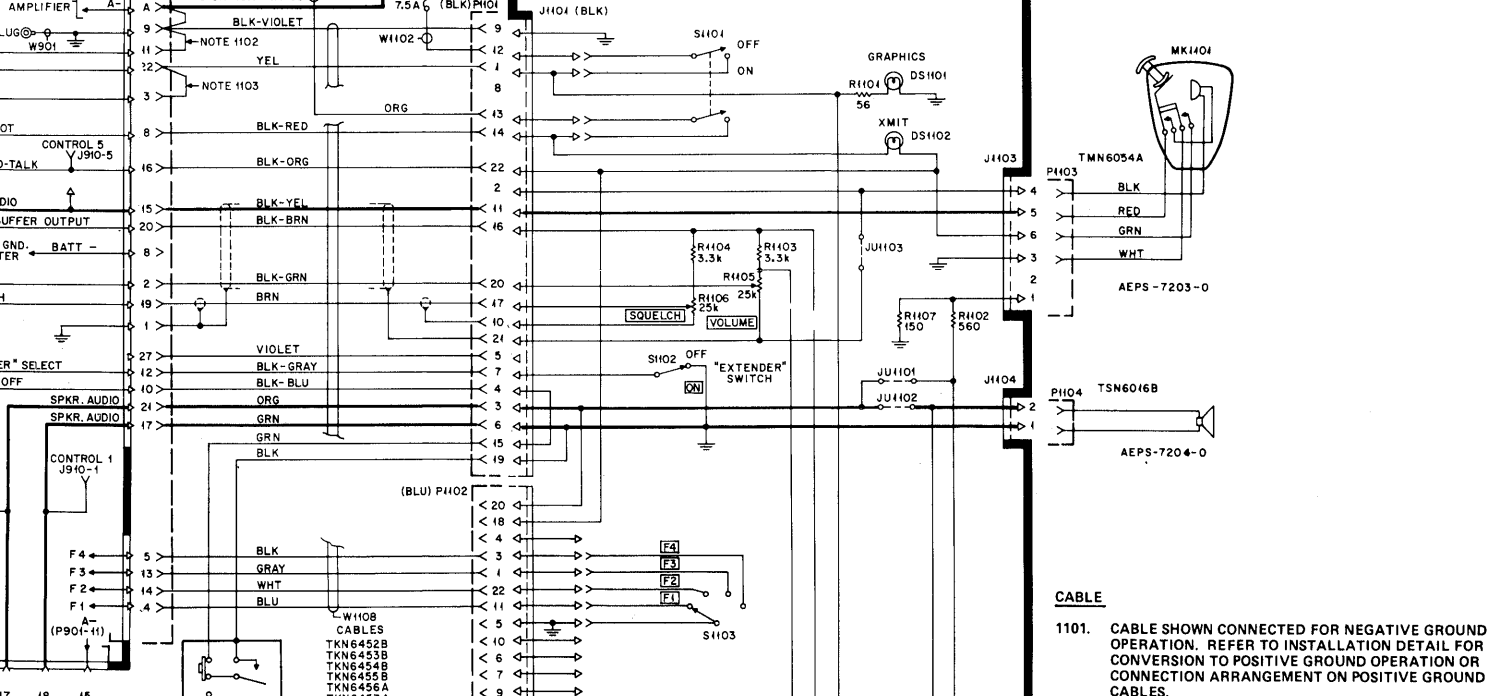 AMPLIFIER
A-
A
7.5A
(BLK)
P1101
J1101 (BLK)
9
BLK-VIOLET
9
W901
NOTE 1102
W1102
12
S1101
OFF
11
22
YEL
1
ON
GRAPHICS
MK1101
3
NOTE 1103
8
R1101
DS1101
56
ORG
13
XMIT
8
BLK-RED
14
DS1102
CONTROL 5
J910-5
16
BLK-ORG
22
J1103
TMN6054A
P1103
2
4
BLK
15
BLK-YEL
11
5
RED
BUFFER OUTPUT
20
BLK-BRN
16
6
GRN
GND.
BATT -
8
R1104
3.3k
R1103
3.3k
JU1103
3
WHT
2
BLK-GRN
20
R1105
25k
2
AEPS-7203-0
19
BRN
17
R1106
25k
1
SQUELCH
VOLUME
10
R1107
150
R1102
560
1
21
27
VIOLET
5
S1102
OFF
"EXTENDER"
SWITCH
12
BLK-GRAY
7
JU1101
OFF
10
BLK-BLU
4
ON
J1104
TSN6016B
SPKR. AUDIO
21
ORG
3
JU1102
2
P1104
SPKR. AUDIO
17
GRN
6
1
GRN
15
AEPS-7204-0
CONTROL 1
J910-1
BLK
19
(BLU) P1102
20
18
4
F4
5
BLK
3
F4
F3
13
GRAY
1
F3
F2
14
WHT
22
F2
F1
4
BLU
11
F1
A-
(P901-11)
W1108
CABLES
5
S1103
TKN6452B
10
TKN6453B
TKN6454B
6
TKN6455B
7
TKN6456A
9
CABLE
1101. CABLE SHOWN CONNECTED FOR NEGATIVE GROUND
OPERATION. REFER TO INSTALLATION DETAIL FOR
CONVERSION TO POSITIVE GROUND OPERATION OR
CONNECTION ARRANGEMENT ON POSITIVE GROUND
CABLES.